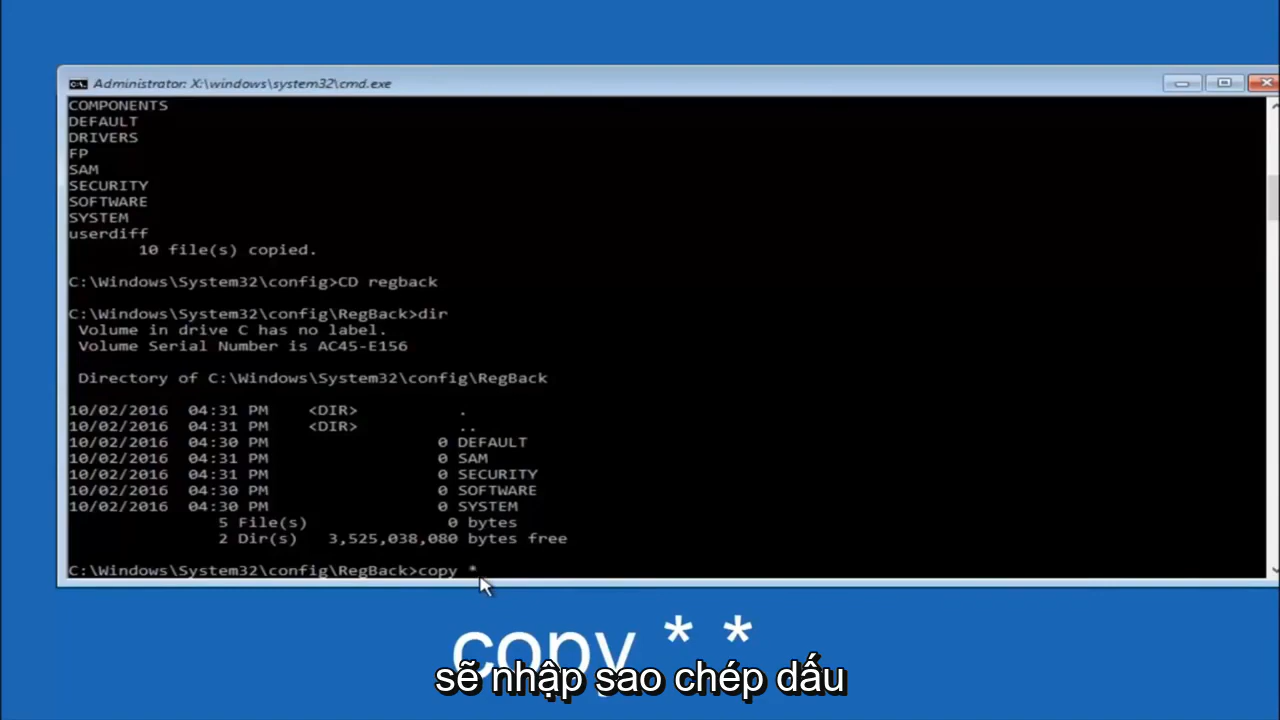 Administrator: X:\windows\system32\cmd.exe
COMPONENTS
DEFAULT
DRIVERS
FP
SAM
SECURITY
SOFTWARE
SYSTEM
userdiff
10 file(s) copied.
C:\Windows\System32\config>CD regback
C:\Windows\System32\config\RegBack>dir
Volume in drive C has no label.
Volume Serial Number is AC45-E156
Directory of C:\Windows\System32\config\RegBack
10/02/2016 04:31 PM <DIR> .
10/02/2016 04:31 PM <DIR> ..
10/02/2016 04:30 PM 0 DEFAULT
10/02/2016 04:31 PM 0 SAM
10/02/2016 04:31 PM 0 SECURITY
10/02/2016 04:30 PM 0 SOFTWARE
10/02/2016 04:30 PM 0 SYSTEM
5 File(s) 0 bytes
2 Dir(s) 3,525,038,080 bytes free
C:\Windows\System32\config\RegBack>copy *
copy * *
sẽ nhập sao chép dấu